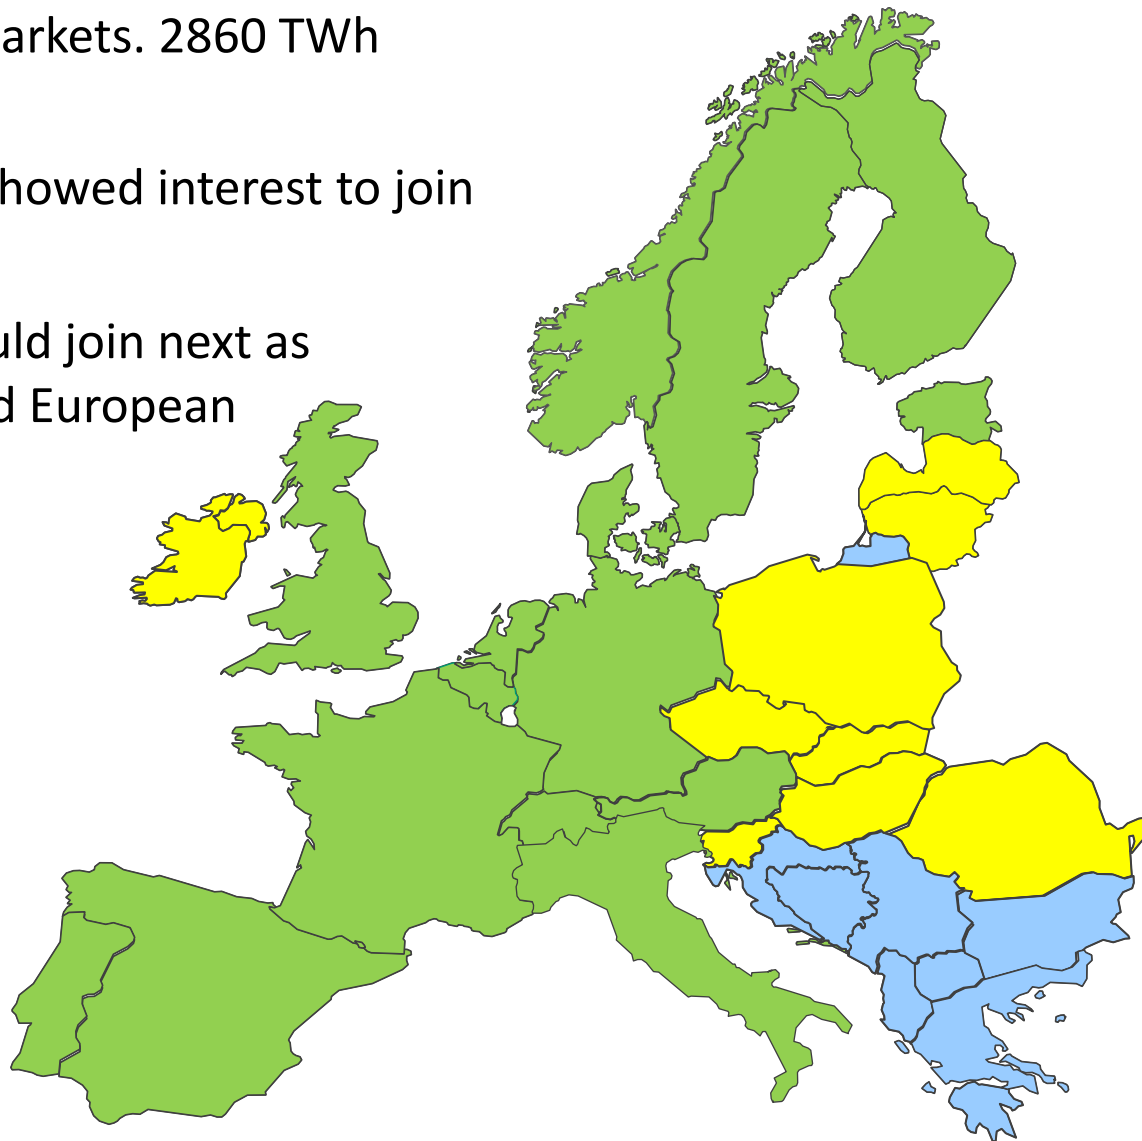 arkets. 2860 TWh
howed interest to join
uld join next as
d European